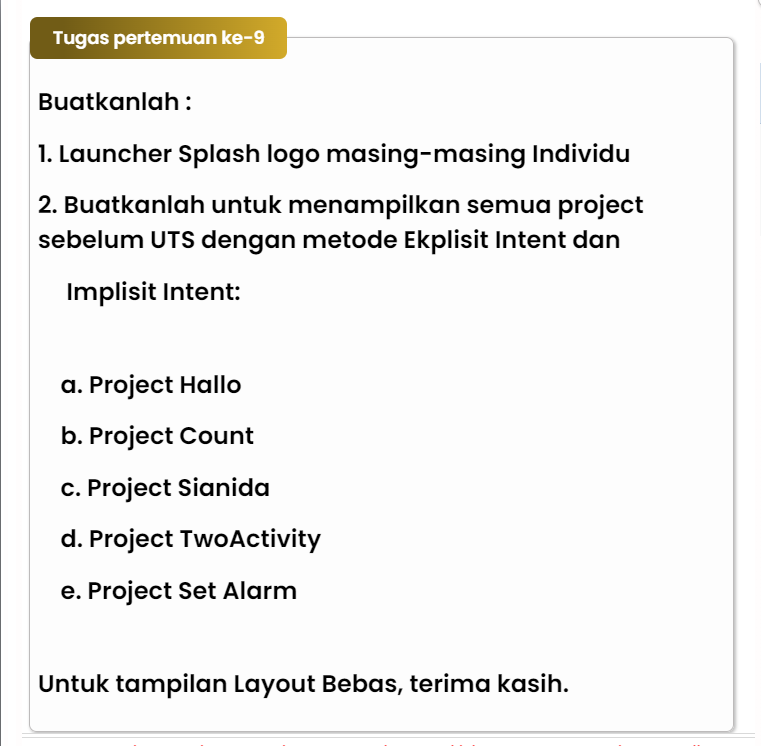 Tugas pertemuan ke-9
Buatkanlah :
1. Launcher Splash logo masing-masing Individu
2. Buatkanlah untuk menampilkan semua project
sebelum UTS dengan metode Ekplisit Intent dan
Implisit Intent:
a. Project Hallo
b. Project Count
c. Project Sianida
d. Project TwoActivity
e. Project Set Alarm
Untuk tampilan Layout Bebas, terima kasih.